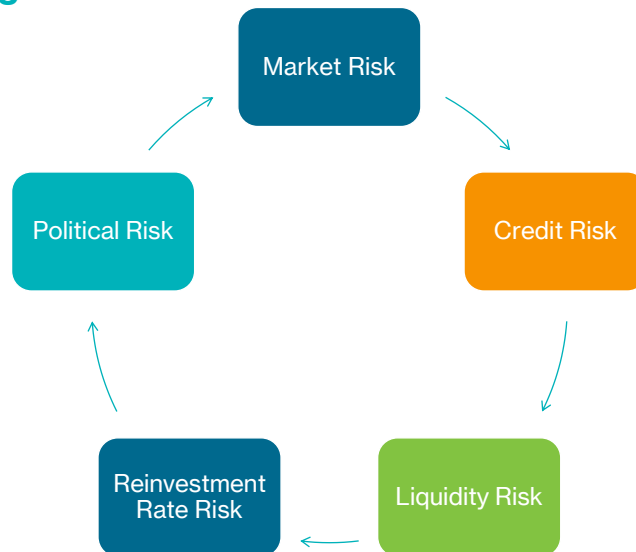 Market Risk
Credit Risk
Liquidity Risk
Reinvestment
Rate Risk
Political Risk